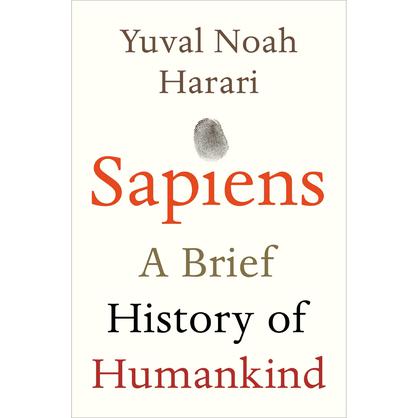 Yuval Noah
Harari
Sapiens
A Brief
History of
Humankind